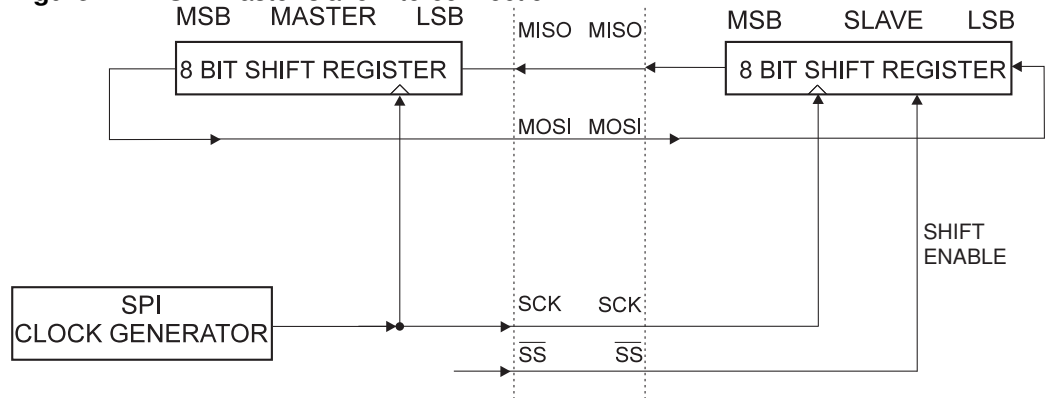 MSB MASTER LSB MISO MISO MSB SLAVE LSB
8 BIT SHIFT REGISTER 8 BIT SHIFT REGISTER
MOSI MOSI
SHIFT
ENABLE
SPI
CLOCK GENERATOR
SCK SCK
SS SS